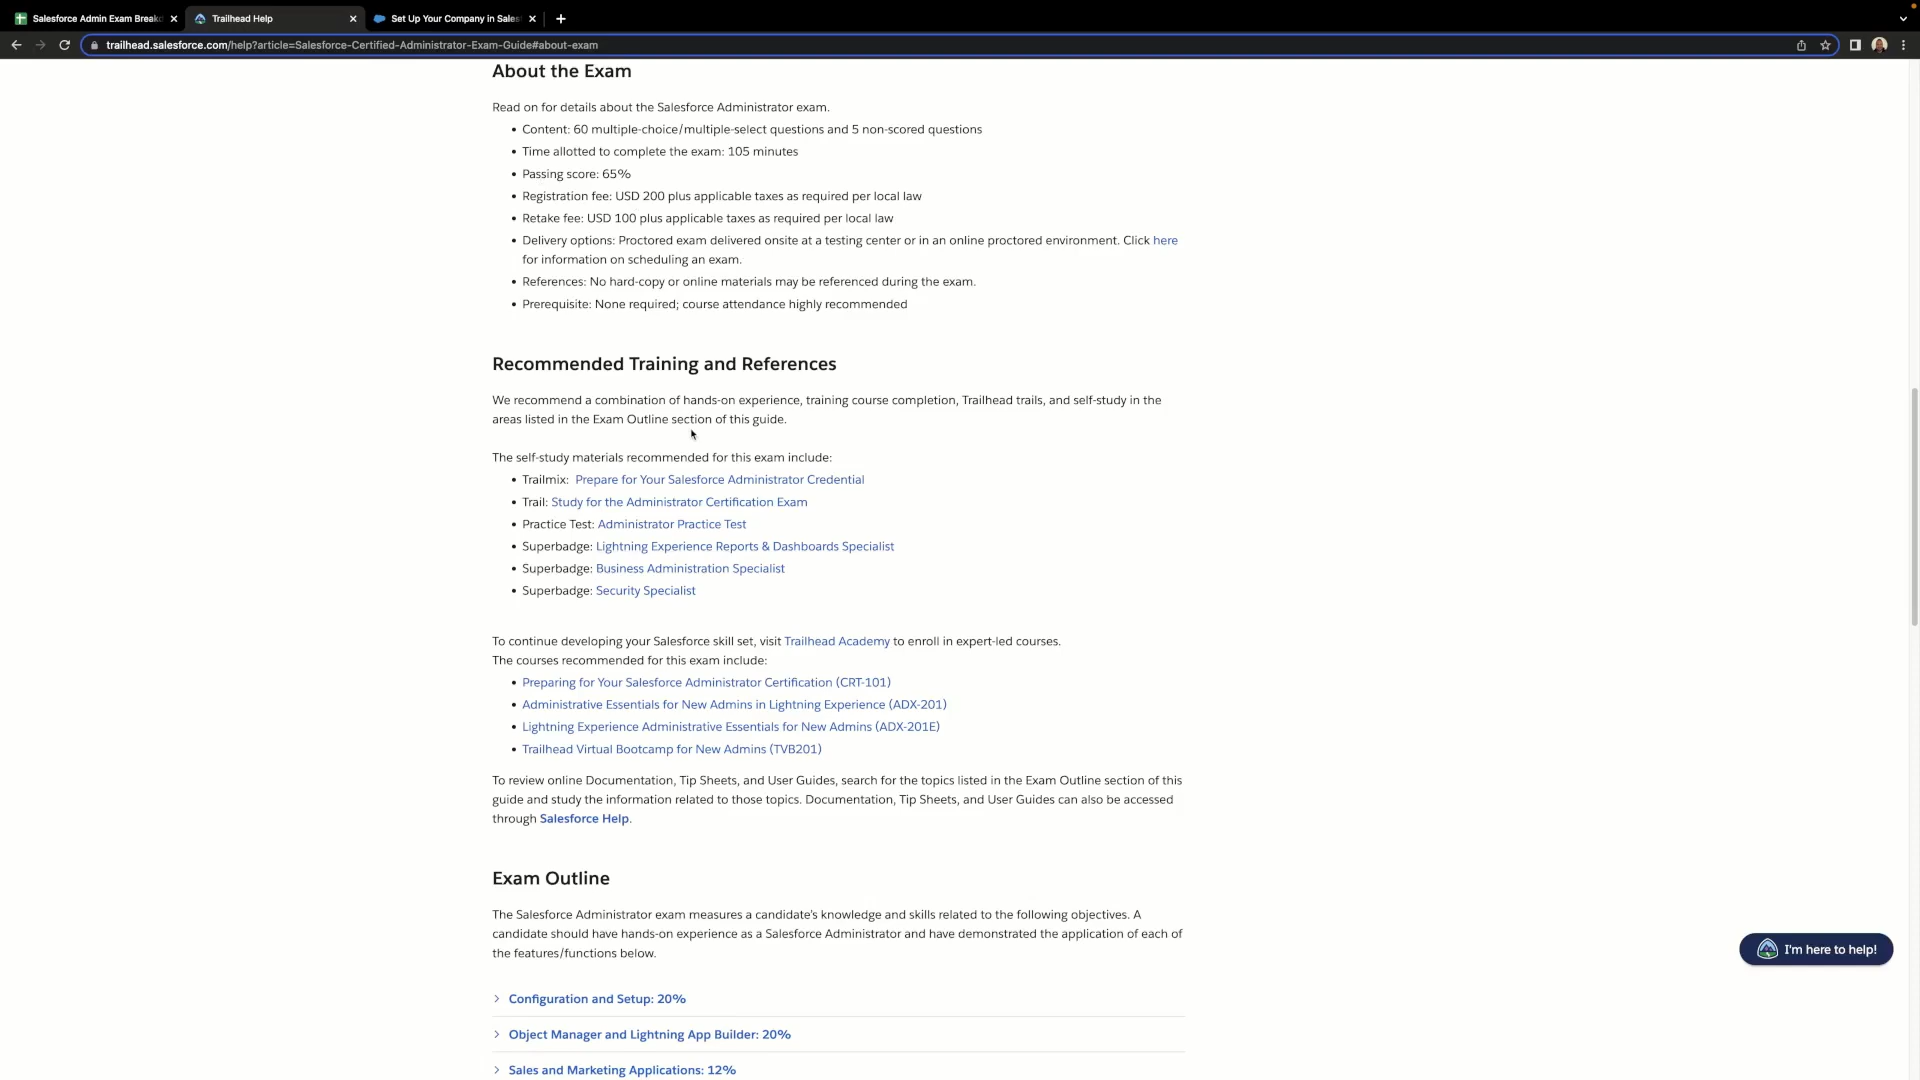 Salesforce Admin Exam Breakd
Trailhead Help
Set Up Your Company in Sales
trailhead.salesforce.com/help?article=Salesforce-Certified-Administrator-Exam-Guide#about-exam
About the Exam
Read on for details about the Salesforce Administrator exam.
• Content: 60 multiple-choice/multiple-select questions and 5 non-scored questions
• Time allotted to complete the exam: 105 minutes
• Passing score: 65%
• Registration fee: USD 200 plus applicable taxes as required per local law
• Retake fee: USD 100 plus applicable taxes as required per local law
• Delivery options: Proctored exam delivered onsite at a testing center or in an online proctored environment. Click here
for information on scheduling an exam.
• References: No hard-copy or online materials may be referenced during the exam.
• Prerequisite: None required; course attendance highly recommended
Recommended Training and References
We recommend a combination of hands-on experience, training course completion, Trailhead trails, and self-study in the
areas listed in the Exam Outline section of this guide.
The self-study materials recommended for this exam include:
• Trailmix: Prepare for Your Salesforce Administrator Credential
• Trail: Study for the Administrator Certification Exam
• Practice Test: Administrator Practice Test
• Superbadge: Lightning Experience Reports & Dashboards Specialist
• Superbadge: Business Administration Specialist
• Superbadge: Security Specialist
To continue developing your Salesforce skill set, visit Trailhead Academy to enroll in expert-led courses.
The courses recommended for this exam include:
• Preparing for Your Salesforce Administrator Certification (CRT-101)
• Administrative Essentials for New Admins in Lightning Experience (ADX-201)
• Lightning Experience Administrative Essentials for New Admins (ADX-201E)
• Trailhead Virtual Bootcamp for New Admins (TVB201)
To review online Documentation, Tip Sheets, and User Guides, search for the topics listed in the Exam Outline section of this
guide and study the information related to those topics. Documentation, Tip Sheets, and User Guides can also be accessed
through Salesforce Help.
Exam Outline
The Salesforce Administrator exam measures a candidate's knowledge and skills related to the following objectives. A
candidate should have hands-on experience as a Salesforce Administrator and have demonstrated the application of each of
the features/functions below.
I'm here to help!
Configuration and Setup: 20%
Object Manager and Lightning App Builder: 20%
Sales and Marketing Applications: 12%